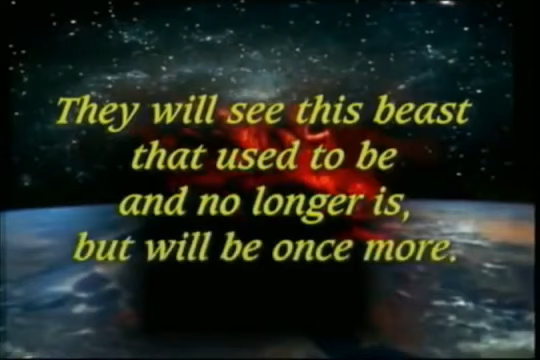 They will see this beast
that used to be
and no longer is,
but will be once more.